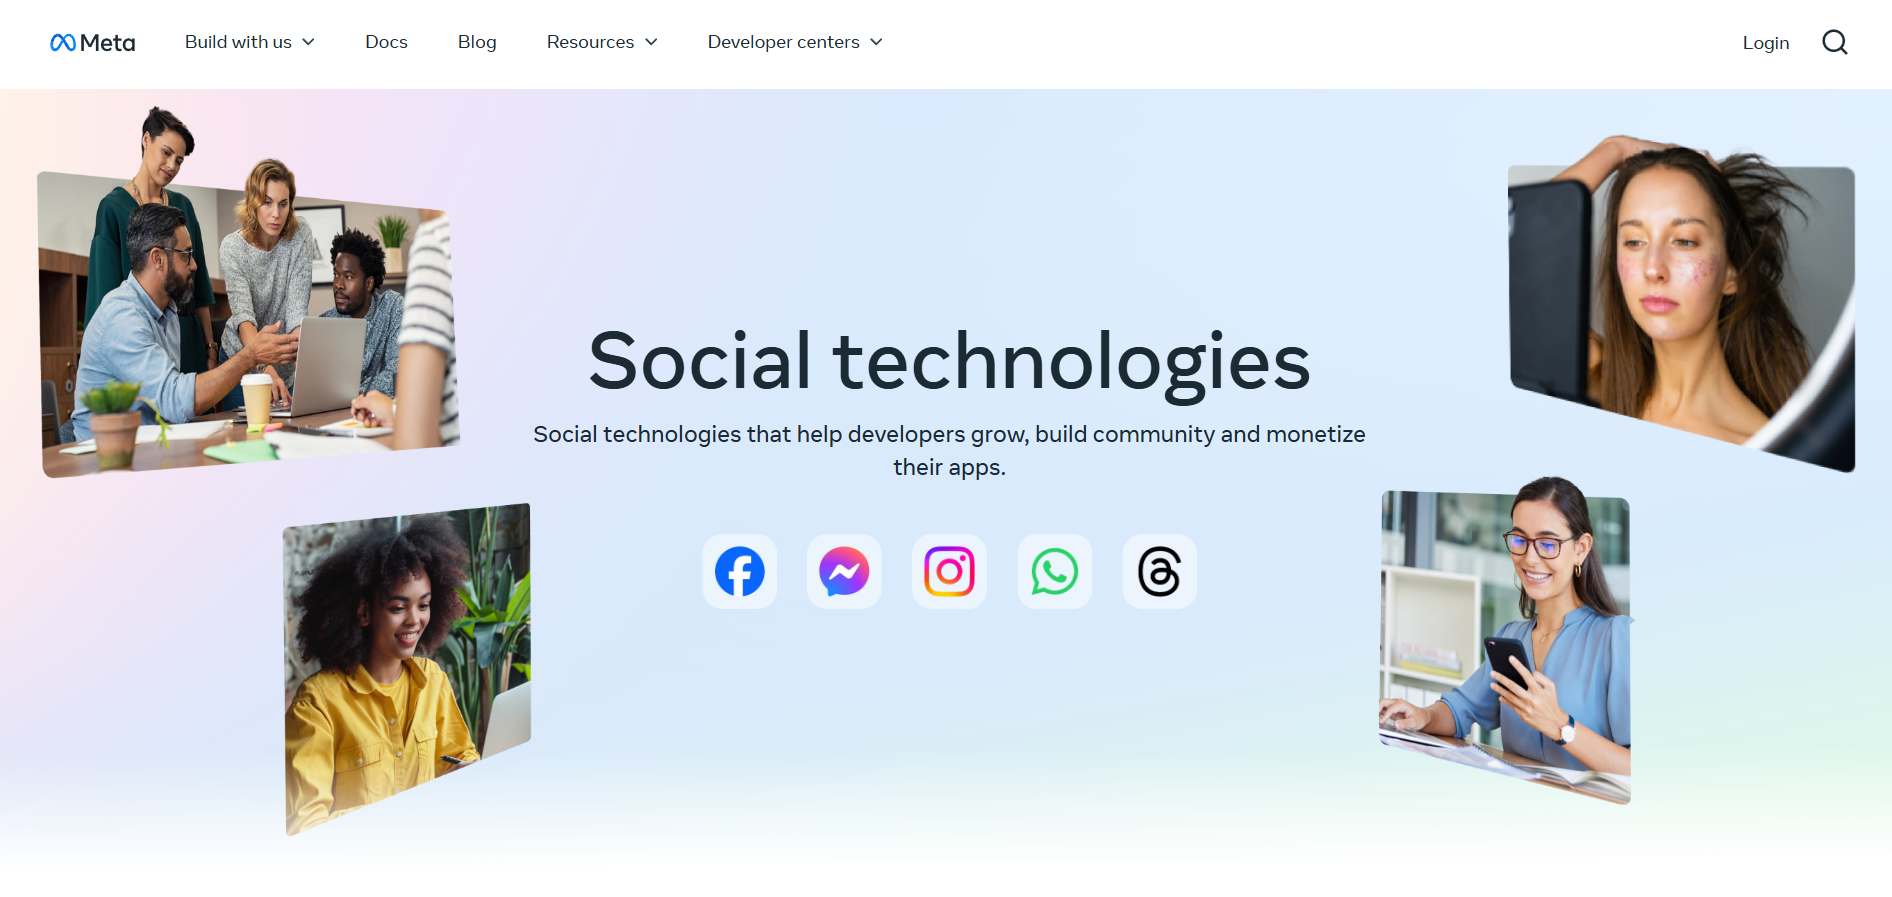 Meta
Build with us
Docs
Blog
Resources
Developer centers
Login
Social technologies
Social technologies that help developers grow, build community and monetize
their apps.